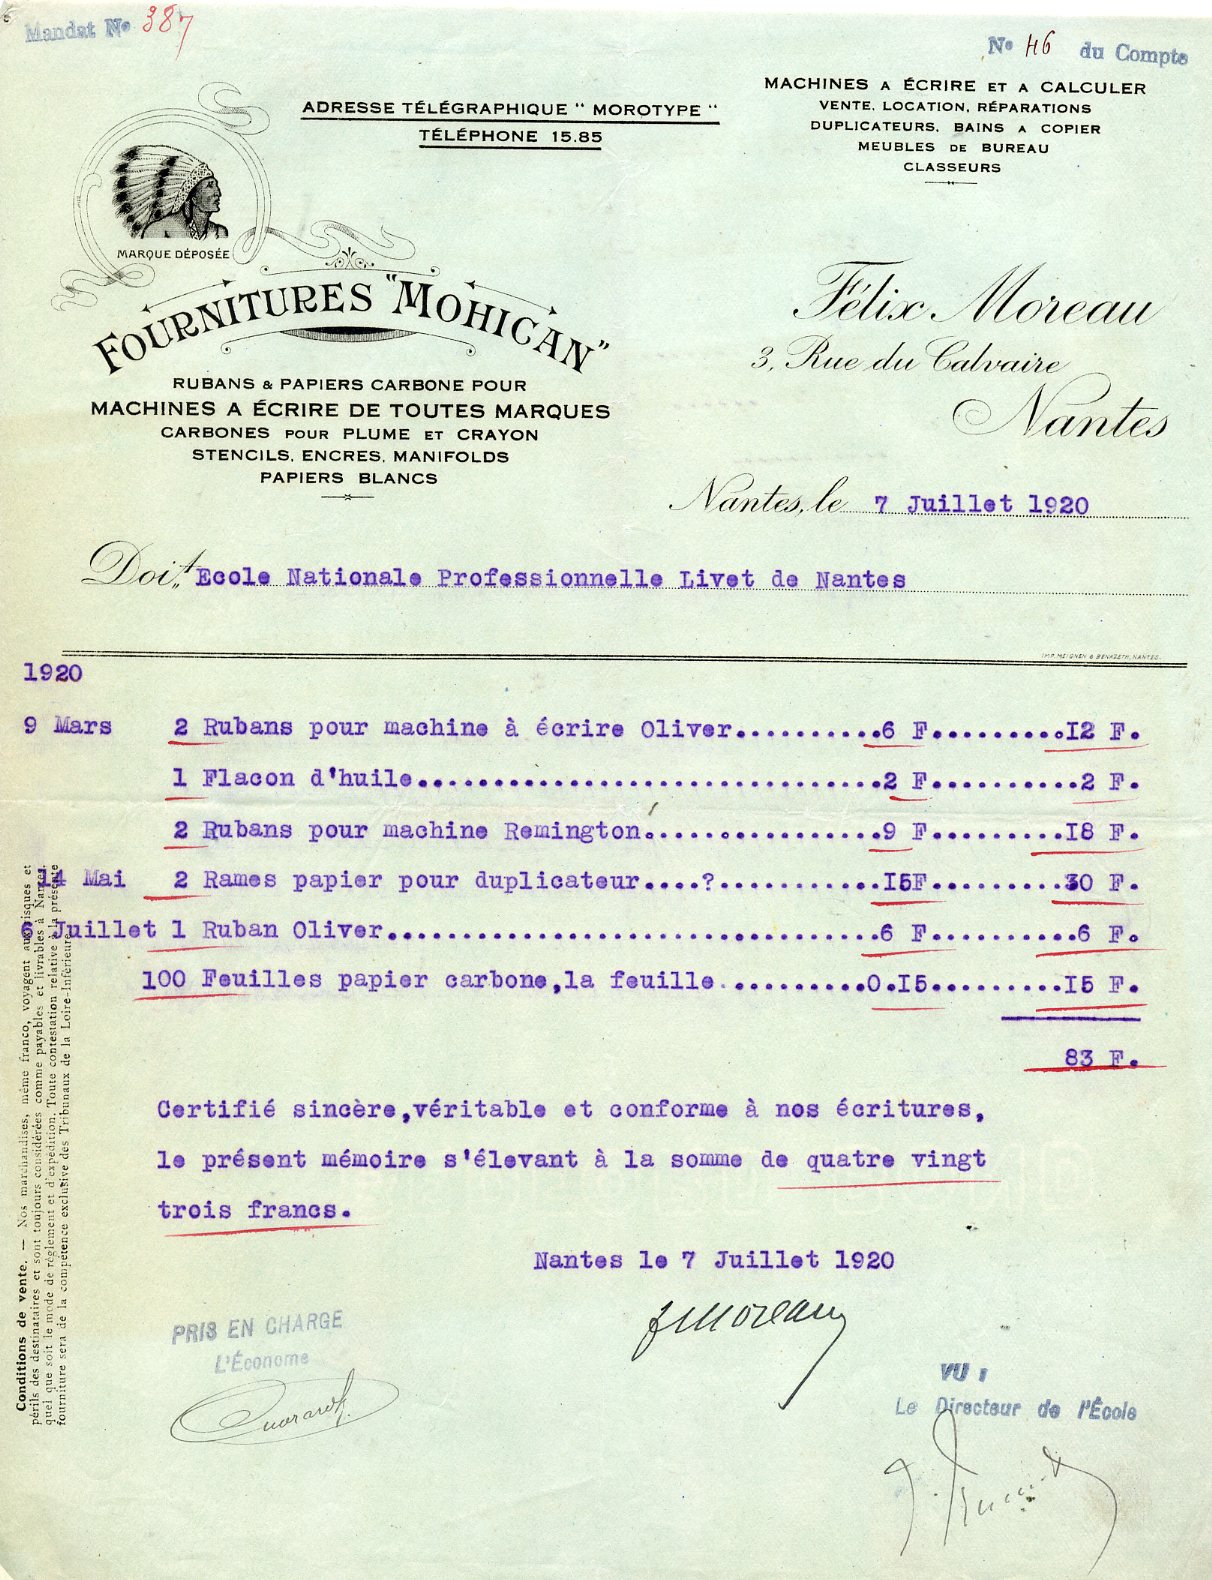 Mandat No 387
No 46 du Compte
MACHINES A ÉCRIRE ET A CALCULER
VENTE, LOCATION, RÉPARATIONS
DUPLICATEURS, BAINS A COPIER
MEUBLES DE BUREAU
CLASSEURS
ADRESSE TÉLÉGRAPHIQUE "MOROTYPE"
TÉLÉPHONE 15.85
MARQUE DÉPOSÉE
FOURNITURES "MOHICAN"
RUBANS & PAPIERS CARBONE POUR
MACHINES A ÉCRIRE DE TOUTES MARQUES
CARBONES POUR PLUME ET CRAYON
STENCILS, ENCRES, MANIFOLDS
PAPIERS BLANCS
Félix Moreau
3, Rue du Calvaire
Nantes
Nantes, le 7 Juillet 1920
Doit Ecole Nationale Professionnelle Livet de Nantes
IMP. MEIGNEN & BENAZETH, NANTES.
1920
9 Mars 2 Rubans pour machine à écrire Oliver..........6 F.........12 F.
1 Flacon d'huile...............................2 F..........2 F.
2 Rubans pour machine Remington................9 F.........18 F.
14 Mai 2 Rames papier pour duplicateur....?...........15F.........30 F.
6 Juillet 1 Ruban Oliver.................................6 F..........6 F.
100 Feuilles papier carbone,la feuille..........0.15.........15 F.
83 F.
Certifié sincère,véritable et conforme à nos écritures,
le présent mémoire s'élevant à la somme de quatre vingt
trois francs.
Nantes le 7 Juillet 1920
FMoreau
PRIS EN CHARGE
L'Économe
VU :
Le Directeur de l'École
Conditions de vente. — Nos marchandises, même franco, voyagent aux risques et
périls des destinataires et sont toujours considérées comme payables et livrables à Nantes,
quel que soit le mode de règlement et d'expédition. Toute contestation relative à la présente
fourniture sera de la compétence exclusive des Tribunaux de la Loire-Inférieure.